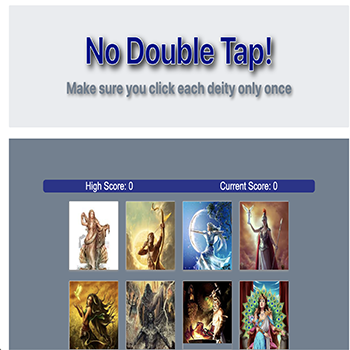 No Double Tap!
Make sure you click each deity only once
High Score: 0 Current Score: 0